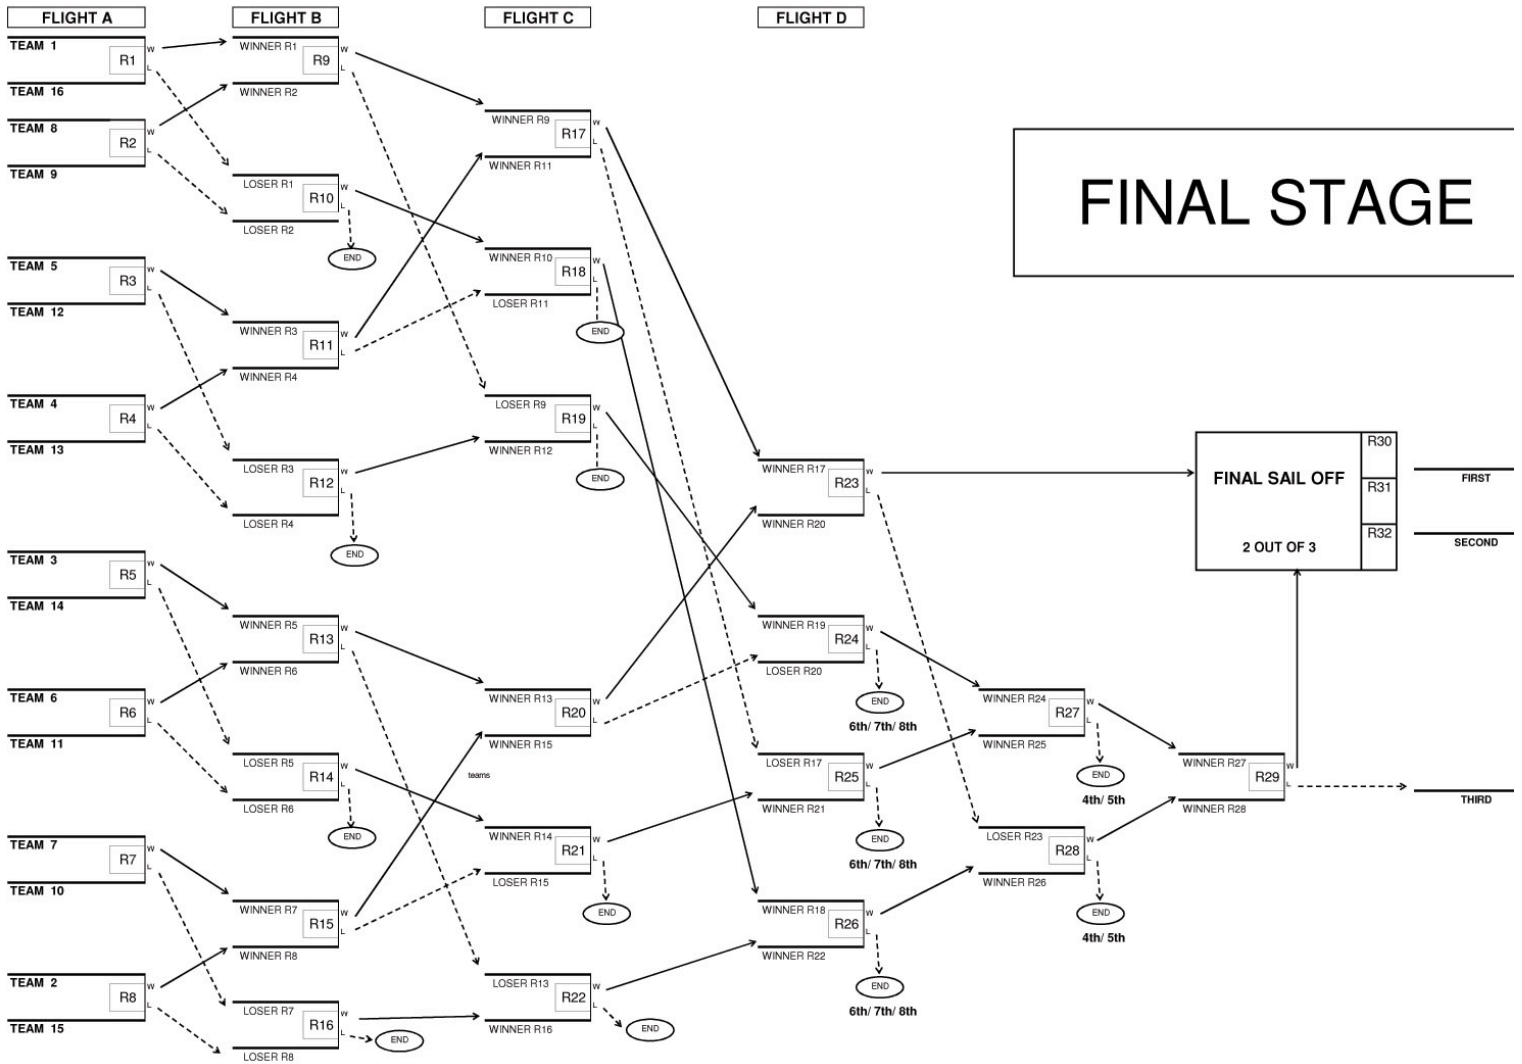 FLIGHT A
FLIGHT B
FLIGHT C
FLIGHT D
TEAM 1
R1
W
L
TEAM 16
TEAM 8
R2
W
L
TEAM 9
TEAM 5
R3
W
L
TEAM 12
TEAM 4
R4
W
L
TEAM 13
TEAM 3
R5
W
L
TEAM 14
TEAM 6
R6
W
L
TEAM 11
TEAM 7
R7
W
L
TEAM 10
TEAM 2
R8
W
L
TEAM 15
WINNER R1
R9
W
L
WINNER R2
LOSER R1
R10
W
L
LOSER R2
END
WINNER R3
R11
W
L
WINNER R4
LOSER R3
R12
W
L
LOSER R4
END
WINNER R5
R13
W
L
WINNER R6
LOSER R5
R14
W
L
LOSER R6
END
WINNER R7
R15
W
L
WINNER R8
LOSER R7
R16
W
L
LOSER R8
END
WINNER R9
R17
W
L
WINNER R11
WINNER R10
R18
W
L
LOSER R11
END
LOSER R9
R19
W
L
WINNER R12
END
WINNER R13
R20
W
L
WINNER R15
teams
WINNER R14
R21
W
L
LOSER R15
END
LOSER R13
R22
W
L
WINNER R16
END
WINNER R17
R23
W
L
WINNER R20
WINNER R19
R24
W
L
LOSER R20
END
6th/ 7th/ 8th
LOSER R17
R25
W
L
WINNER R21
END
6th/ 7th/ 8th
WINNER R18
R26
W
L
WINNER R22
END
6th/ 7th/ 8th
WINNER R24
R27
W
L
WINNER R25
END
4th/ 5th
LOSER R23
R28
W
L
WINNER R26
END
4th/ 5th
WINNER R27
R29
W
L
WINNER R28
FINAL STAGE
FINAL SAIL OFF
2 OUT OF 3
R30
R31
R32
FIRST
SECOND
THIRD